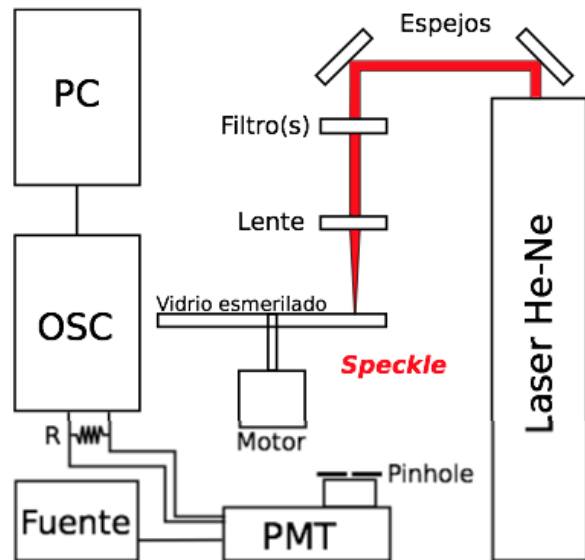 Espejos
PC
Filtro(s)
Lente
Laser He-Ne
OSC
Vidrio esmerilado
Speckle
R
Motor
Pinhole
Fuente
PMT